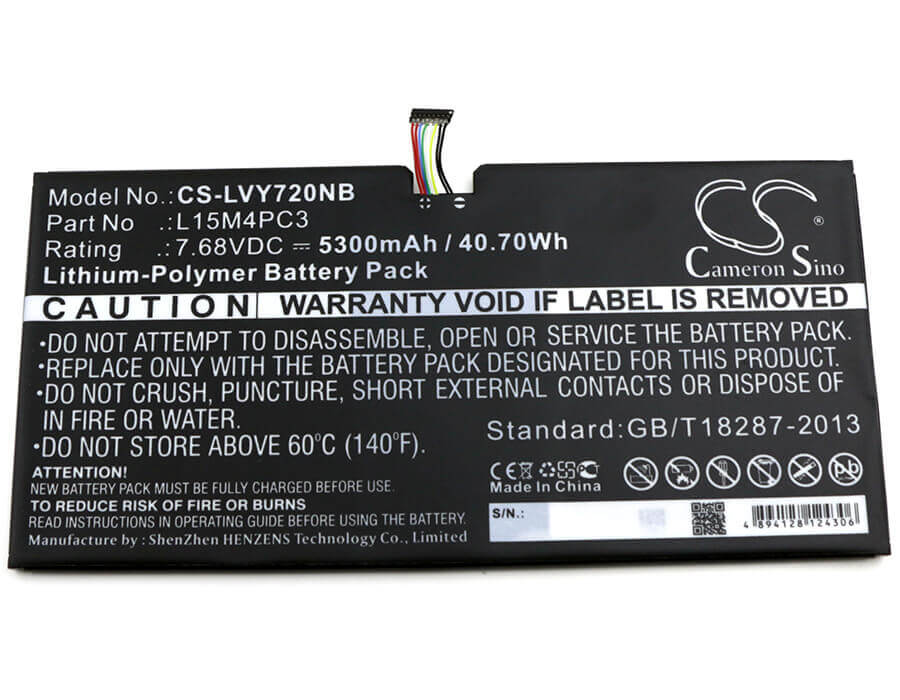 Model No.:CS-LVY720NB
Part No .:L15M4PC3
Rating .:7.68VDC ⎓ 5300mAh / 40.70Wh
Lithium-Polymer Battery Pack
Cameron Sino
®
CAUTION WARRANTY VOID IF LABEL IS REMOVED
•DO NOT ATTEMPT TO DISASSEMBLE, OPEN OR SERVICE THE BATTERY PACK.
•REPLACE ONLY WITH THE BATTERY PACK DESIGNATED FOR THIS PRODUCT.
•DO NOT CRUSH, PUNCTURE, SHORT EXTERNAL CONTACTS OR DISPOSE OF
IN FIRE OR WATER.
•DO NOT STORE ABOVE 60°C (140°F).
Standard:GB/T18287-2013
ATTENTION!
NEW BATTERY PACK MUST BE FULLY CHARGED BEFORE USE.
TO REDUCE RISK OF FIRE OR BURNS
READ INSTRUCTIONS IN OPERATING GUIDE BEFORE BATTERY
Manufacture by : ShenZhen HENZENS Technology Co., Limited
CE
Made In China
Pb
S/N.:
4 894128 124306